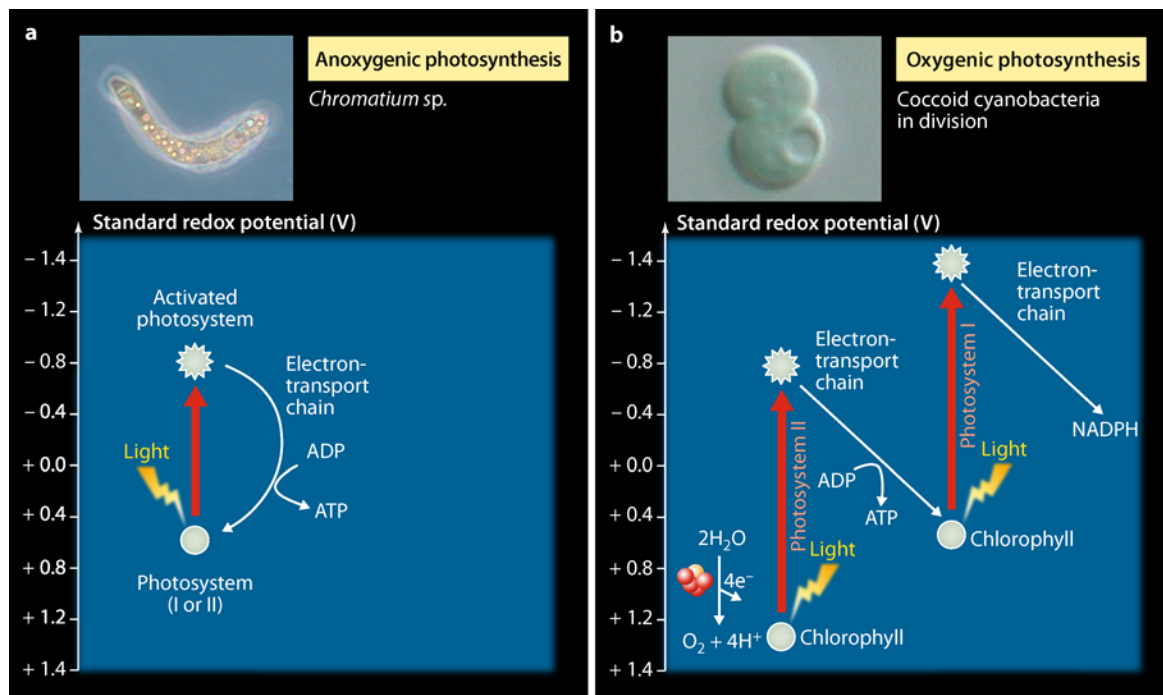 a
Anoxygenic photosynthesis
Chromatium sp.
Standard redox potential (V)
− 1.4
− 1.2
− 0.8
− 0.4
+ 0.0
+ 0.4
+ 0.8
+ 1.2
+ 1.4
Activated
photosystem
Electron-
transport
chain
Light
ADP
ATP
Photosystem
(I or II)
b
Oxygenic photosynthesis
Coccoid cyanobacteria
in division
Standard redox potential (V)
− 1.4
− 1.2
− 0.8
− 0.4
+ 0.0
+ 0.4
+ 0.8
+ 1.2
+ 1.4
Electron-
transport
chain
Electron-
transport
chain
Photosystem I
NADPH
Photosystem II
Light
ADP
ATP
Chlorophyll
2H₂O
Light
4e⁻
O₂ + 4H⁺
Chlorophyll